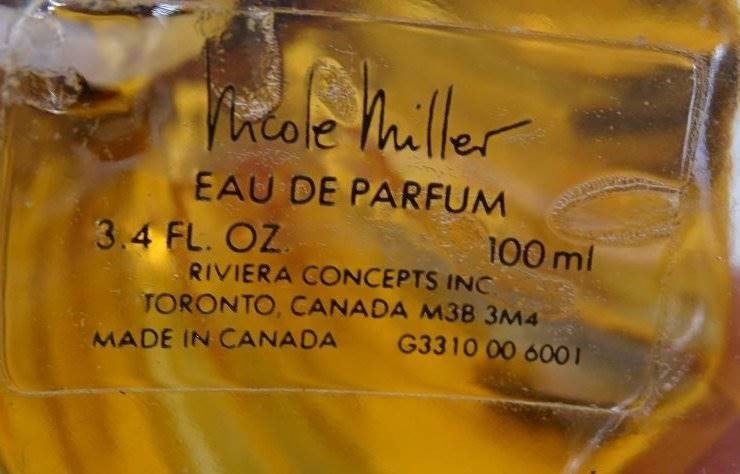 Nicole Miller
EAU DE PARFUM
3.4 FL. OZ. 100 ml
RIVIERA CONCEPTS INC
TORONTO, CANADA M3B 3M4
MADE IN CANADA G3310 00 6001